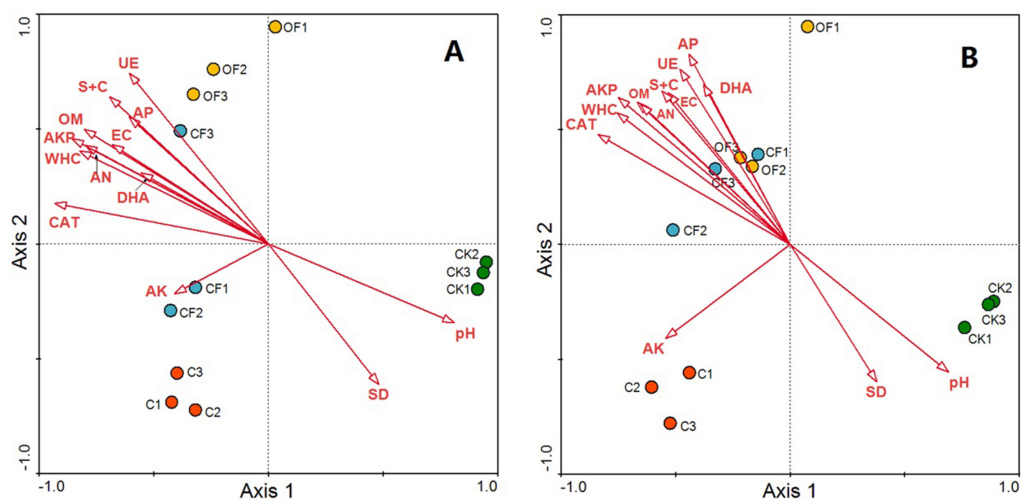 A
1.0
OF1
UE
OF2
S+C
OF3
AP
OM
CF3
EC
AKP
WHC
AN
DHA
CAT
Axis 2
AK
CF1
CF2
CK2
CK3
CK1
pH
C3
SD
C1
C2
-1.0
-1.0
Axis 1
1.0
B
1.0
OF1
AP
UE
S+C
DHA
AKP
OM
EC
WHC
AN
CAT
OF3
CF1
CF3
OF2
CF2
Axis 2
CK2
CK3
CK1
AK
C1
C2
pH
SD
C3
-1.0
-1.0
Axis 1
1.0